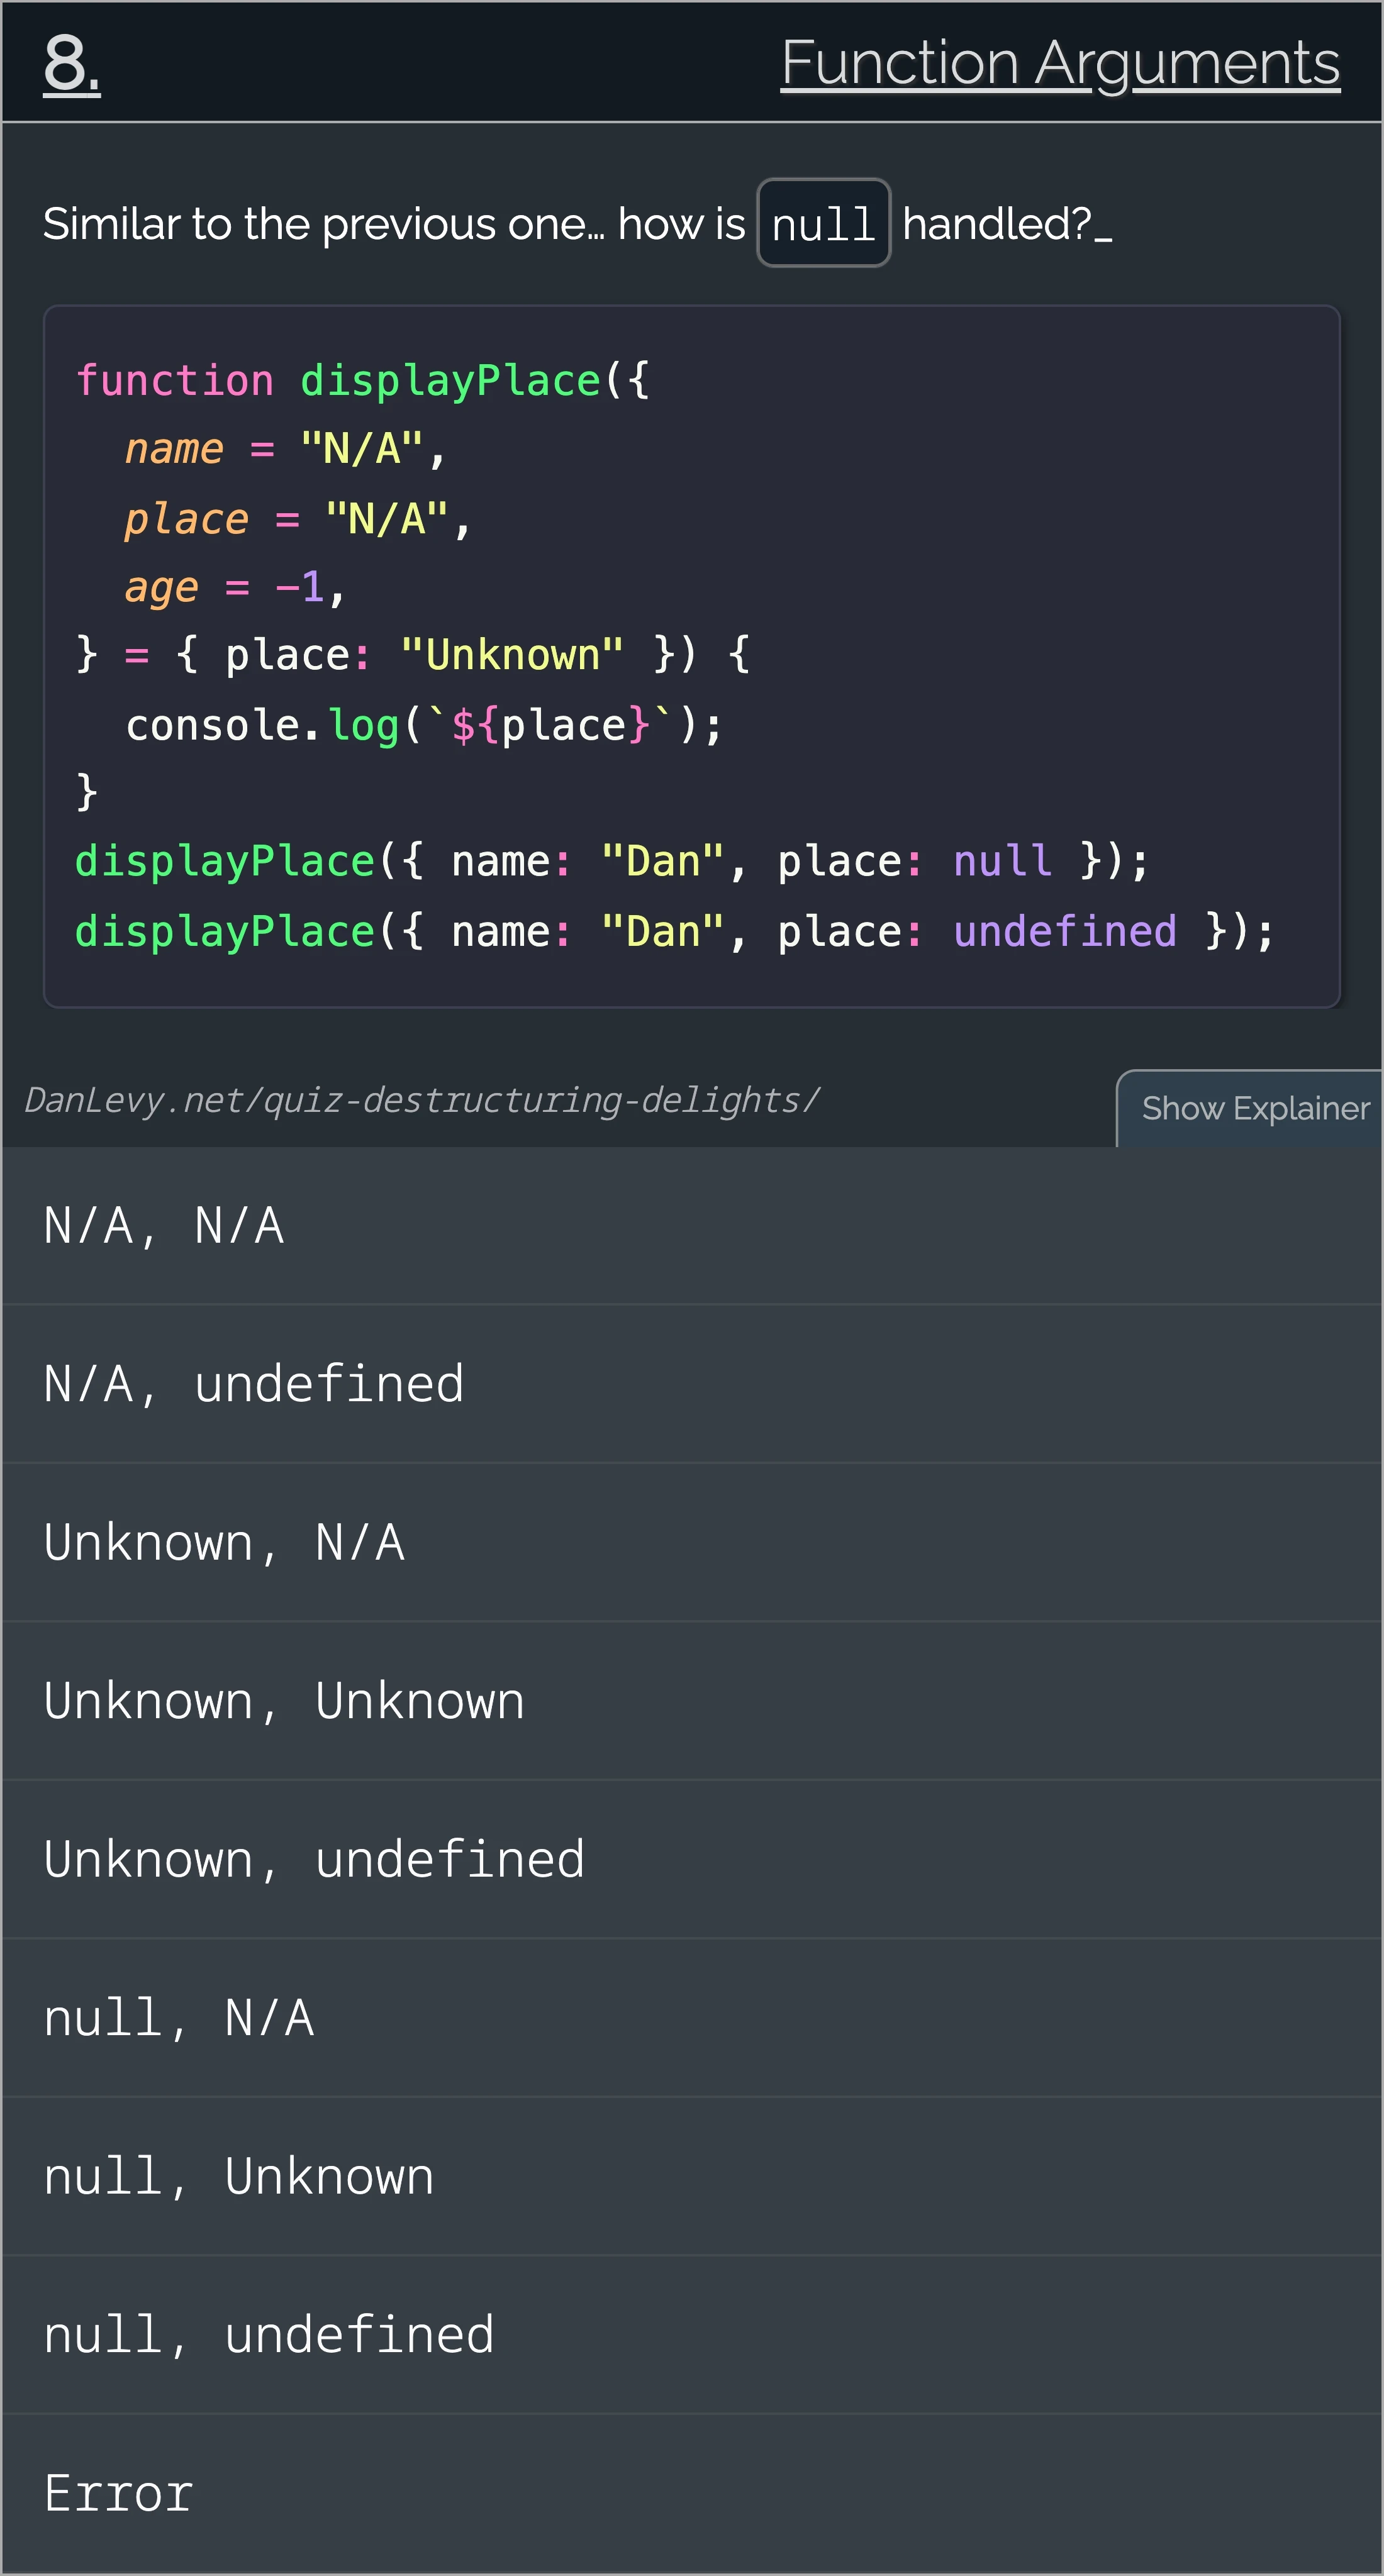 8.
Function Arguments
Similar to the previous one… how is null handled?_
function displayPlace({
  name = "N/A",
  place = "N/A",
  age = -1,
} = { place: "Unknown" }) {
  console.log(`${place}`);
}
displayPlace({ name: "Dan", place: null });
displayPlace({ name: "Dan", place: undefined });
DanLevy.net/quiz-destructuring-delights/
Show Explainer
N/A, N/A
N/A, undefined
Unknown, N/A
Unknown, Unknown
Unknown, undefined
null, N/A
null, Unknown
null, undefined
Error